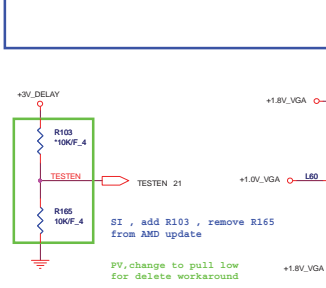 +3V_DELAY
+1.8V_VGA
R103
*10K/F_4
TESTEN
TESTEN 21
+1.0V_VGA L60
R165
10K/F_4
SI , add R103 , remove R165
from AMD update
PV,change to pull low
for delete workaround
+1.8V_VGA